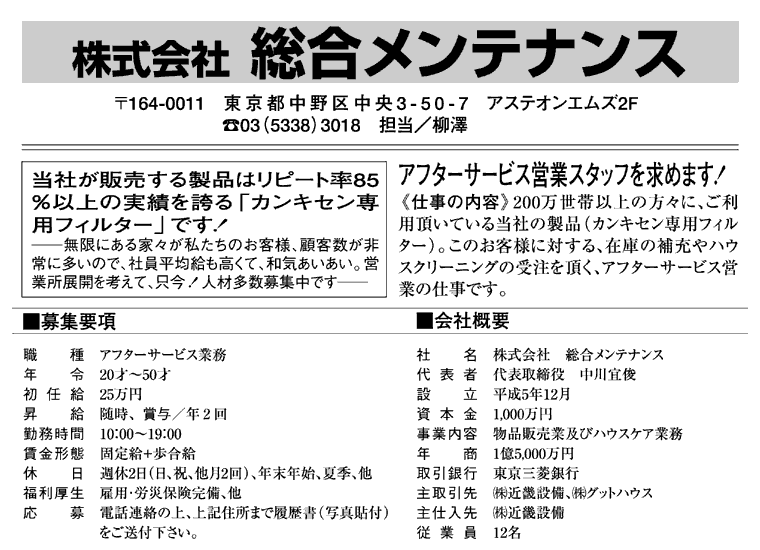 株式会社 総合メンテナンス
〒164-0011 東京都中野区中央3-50-7 アステオンエムズ2F
☎03(5338)3018 担当／柳澤
当社が販売する製品はリピート率85
%以上の実績を誇る「カンキセン専
用フィルター」です!
──無限にある家々が私たちのお客様、顧客数が非
常に多いので、社員平均給も高くて、和気あいあい。営
業所展開を考えて、只今!人材多数募集中です──
アフターサービス営業スタッフを求めます!
《仕事の内容》200万世帯以上の方々に、ご利
用頂いている当社の製品(カンキセン専用フィル
ター)。このお客様に対する、在庫の補充やハウ
スクリーニングの受注を頂く、アフターサービス営
業の仕事です。
■募集要項
職種 アフターサービス業務
年令 20才〜50才
初任給 25万円
昇給 随時、賞与／年2回
勤務時間 10:00〜19:00
賃金形態 固定給+歩合給
休日 週休2日(日、祝、他月2回)、年末年始、夏季、他
福利厚生 雇用・労災保険完備、他
応募 電話連絡の上、上記住所まで履歴書(写真貼付)
をご送付下さい。
■会社概要
社名 株式会社 総合メンテナンス
代表者 代表取締役 中川宜俊
設立 平成5年12月
資本金 1,000万円
事業内容 物品販売業及びハウスケア業務
年商 1億5,000万円
取引銀行 東京三菱銀行
主取引先 ㈱近畿設備、㈱グットハウス
主仕入先 ㈱近畿設備
従業員 12名